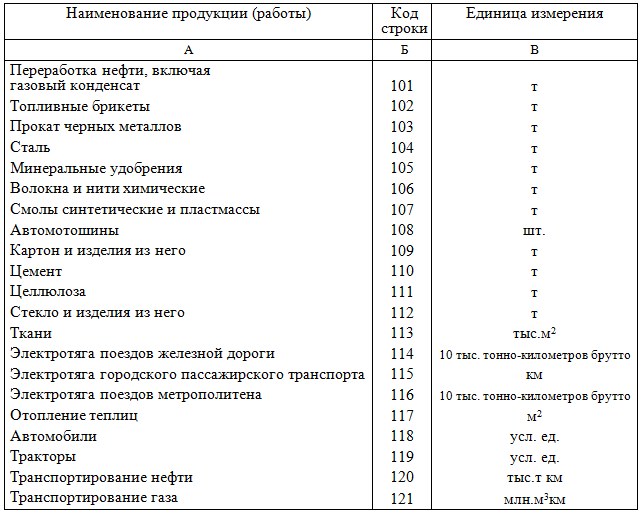 Наименование продукции (работы) Код строки Единица измерения
А Б В
Переработка нефти, включая
газовый конденсат 101 т
Топливные брикеты 102 т
Прокат черных металлов 103 т
Сталь 104 т
Минеральные удобрения 105 т
Волокна и нити химические 106 т
Смолы синтетические и пластмассы 107 т
Автомотошины 108 шт.
Картон и изделия из него 109 т
Цемент 110 т
Целлюлоза 111 т
Стекло и изделия из него 112 т
Ткани 113 тыс.м²
Электротяга поездов железной дороги 114 10 тыс. тонно-километров брутто
Электротяга городского пассажирского транспорта 115 км
Электротяга поездов метрополитена 116 10 тыс. тонно-километров брутто
Отопление теплиц 117 м²
Автомобили 118 усл. ед.
Тракторы 119 усл. ед.
Транспортирование нефти 120 тыс.т км
Транспортирование газа 121 млн.м³км